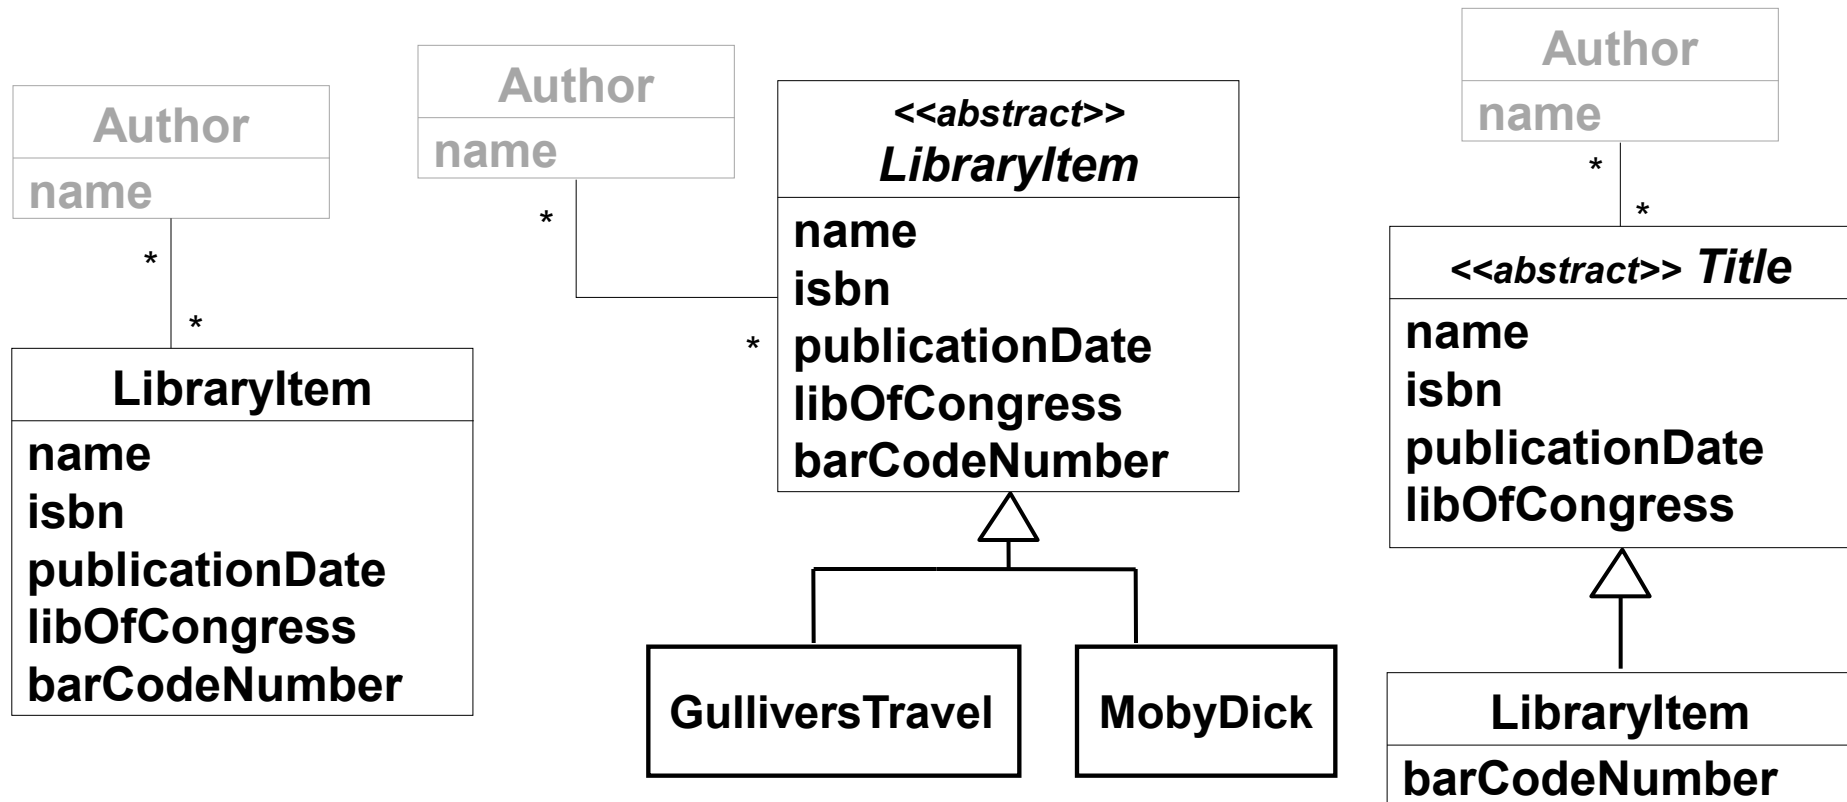 Author
name
*
*
LibraryItem
name
isbn
publicationDate
libOfCongress
barCodeNumber
Author
name
*
*
<<abstract>>
LibraryItem
name
isbn
publicationDate
libOfCongress
barCodeNumber
GulliversTravel
MobyDick
Author
name
*
*
<<abstract>> Title
name
isbn
publicationDate
libOfCongress
LibraryItem
barCodeNumber